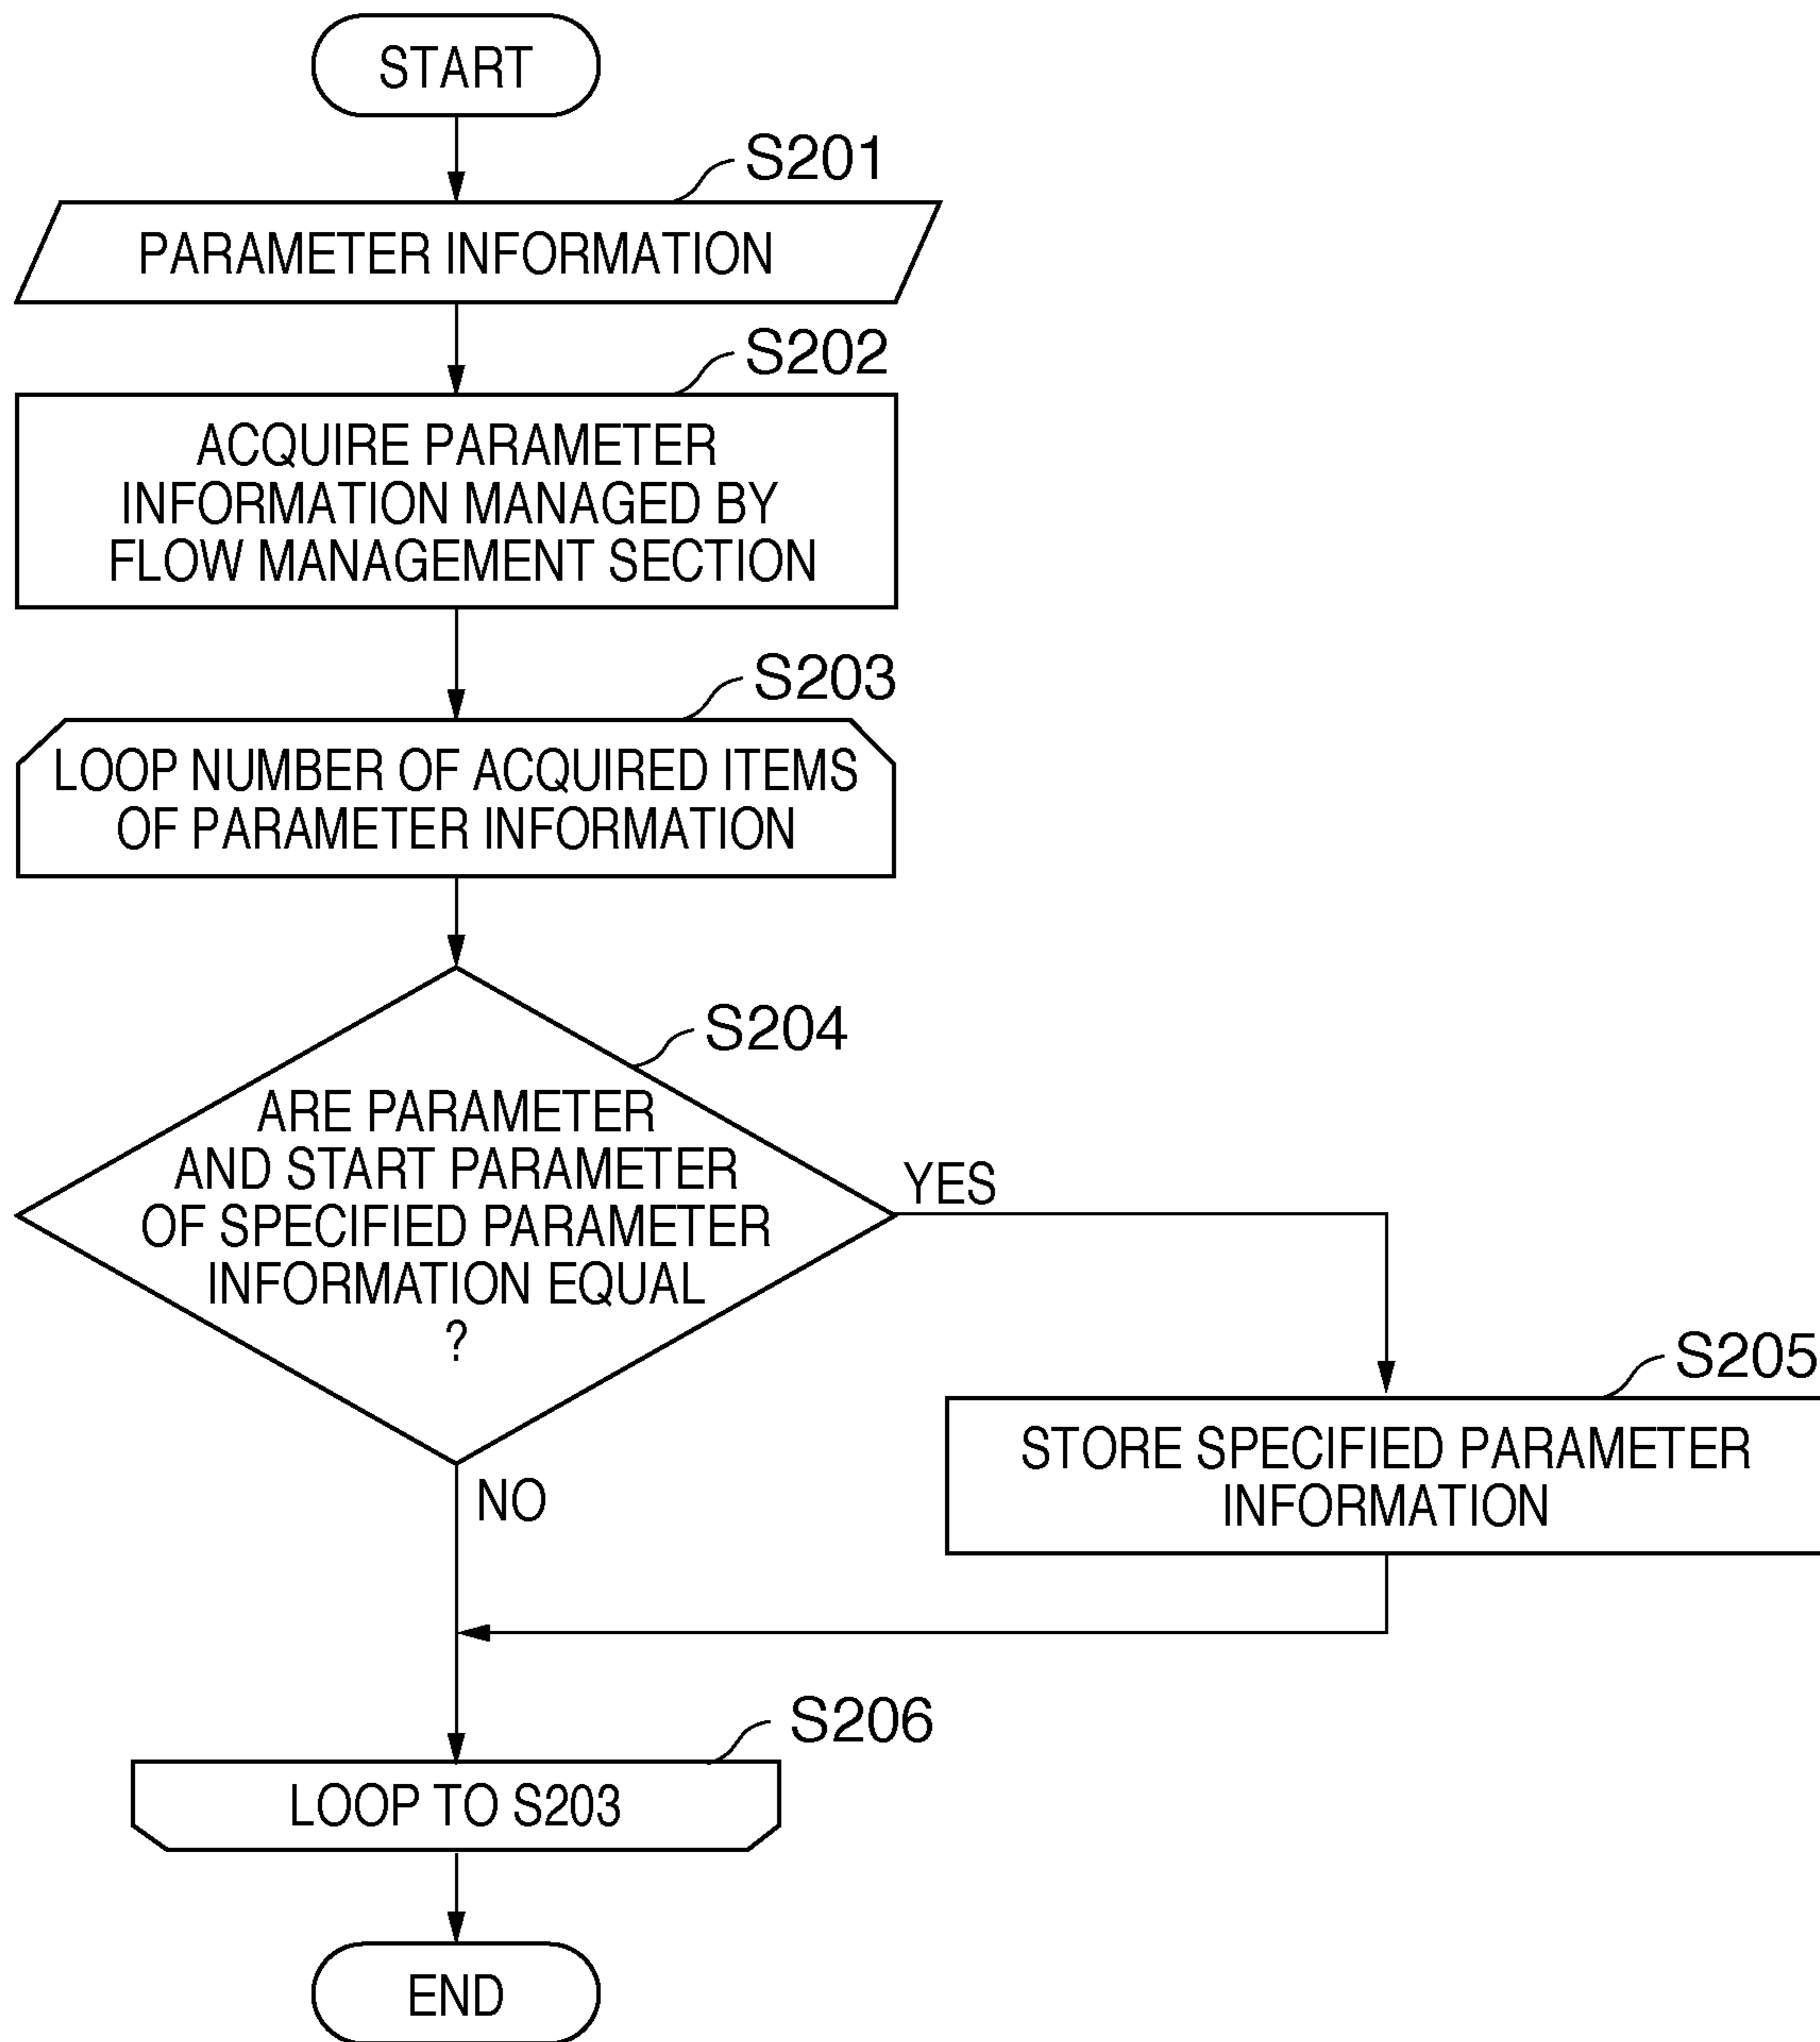 START
S201
PARAMETER INFORMATION
S202
ACQUIRE PARAMETER
INFORMATION MANAGED BY
FLOW MANAGEMENT SECTION
S203
LOOP NUMBER OF ACQUIRED ITEMS
OF PARAMETER INFORMATION
S204
ARE PARAMETER
AND START PARAMETER
OF SPECIFIED PARAMETER
INFORMATION EQUAL
?
YES
S205
STORE SPECIFIED PARAMETER
INFORMATION
NO
S206
LOOP TO S203
END